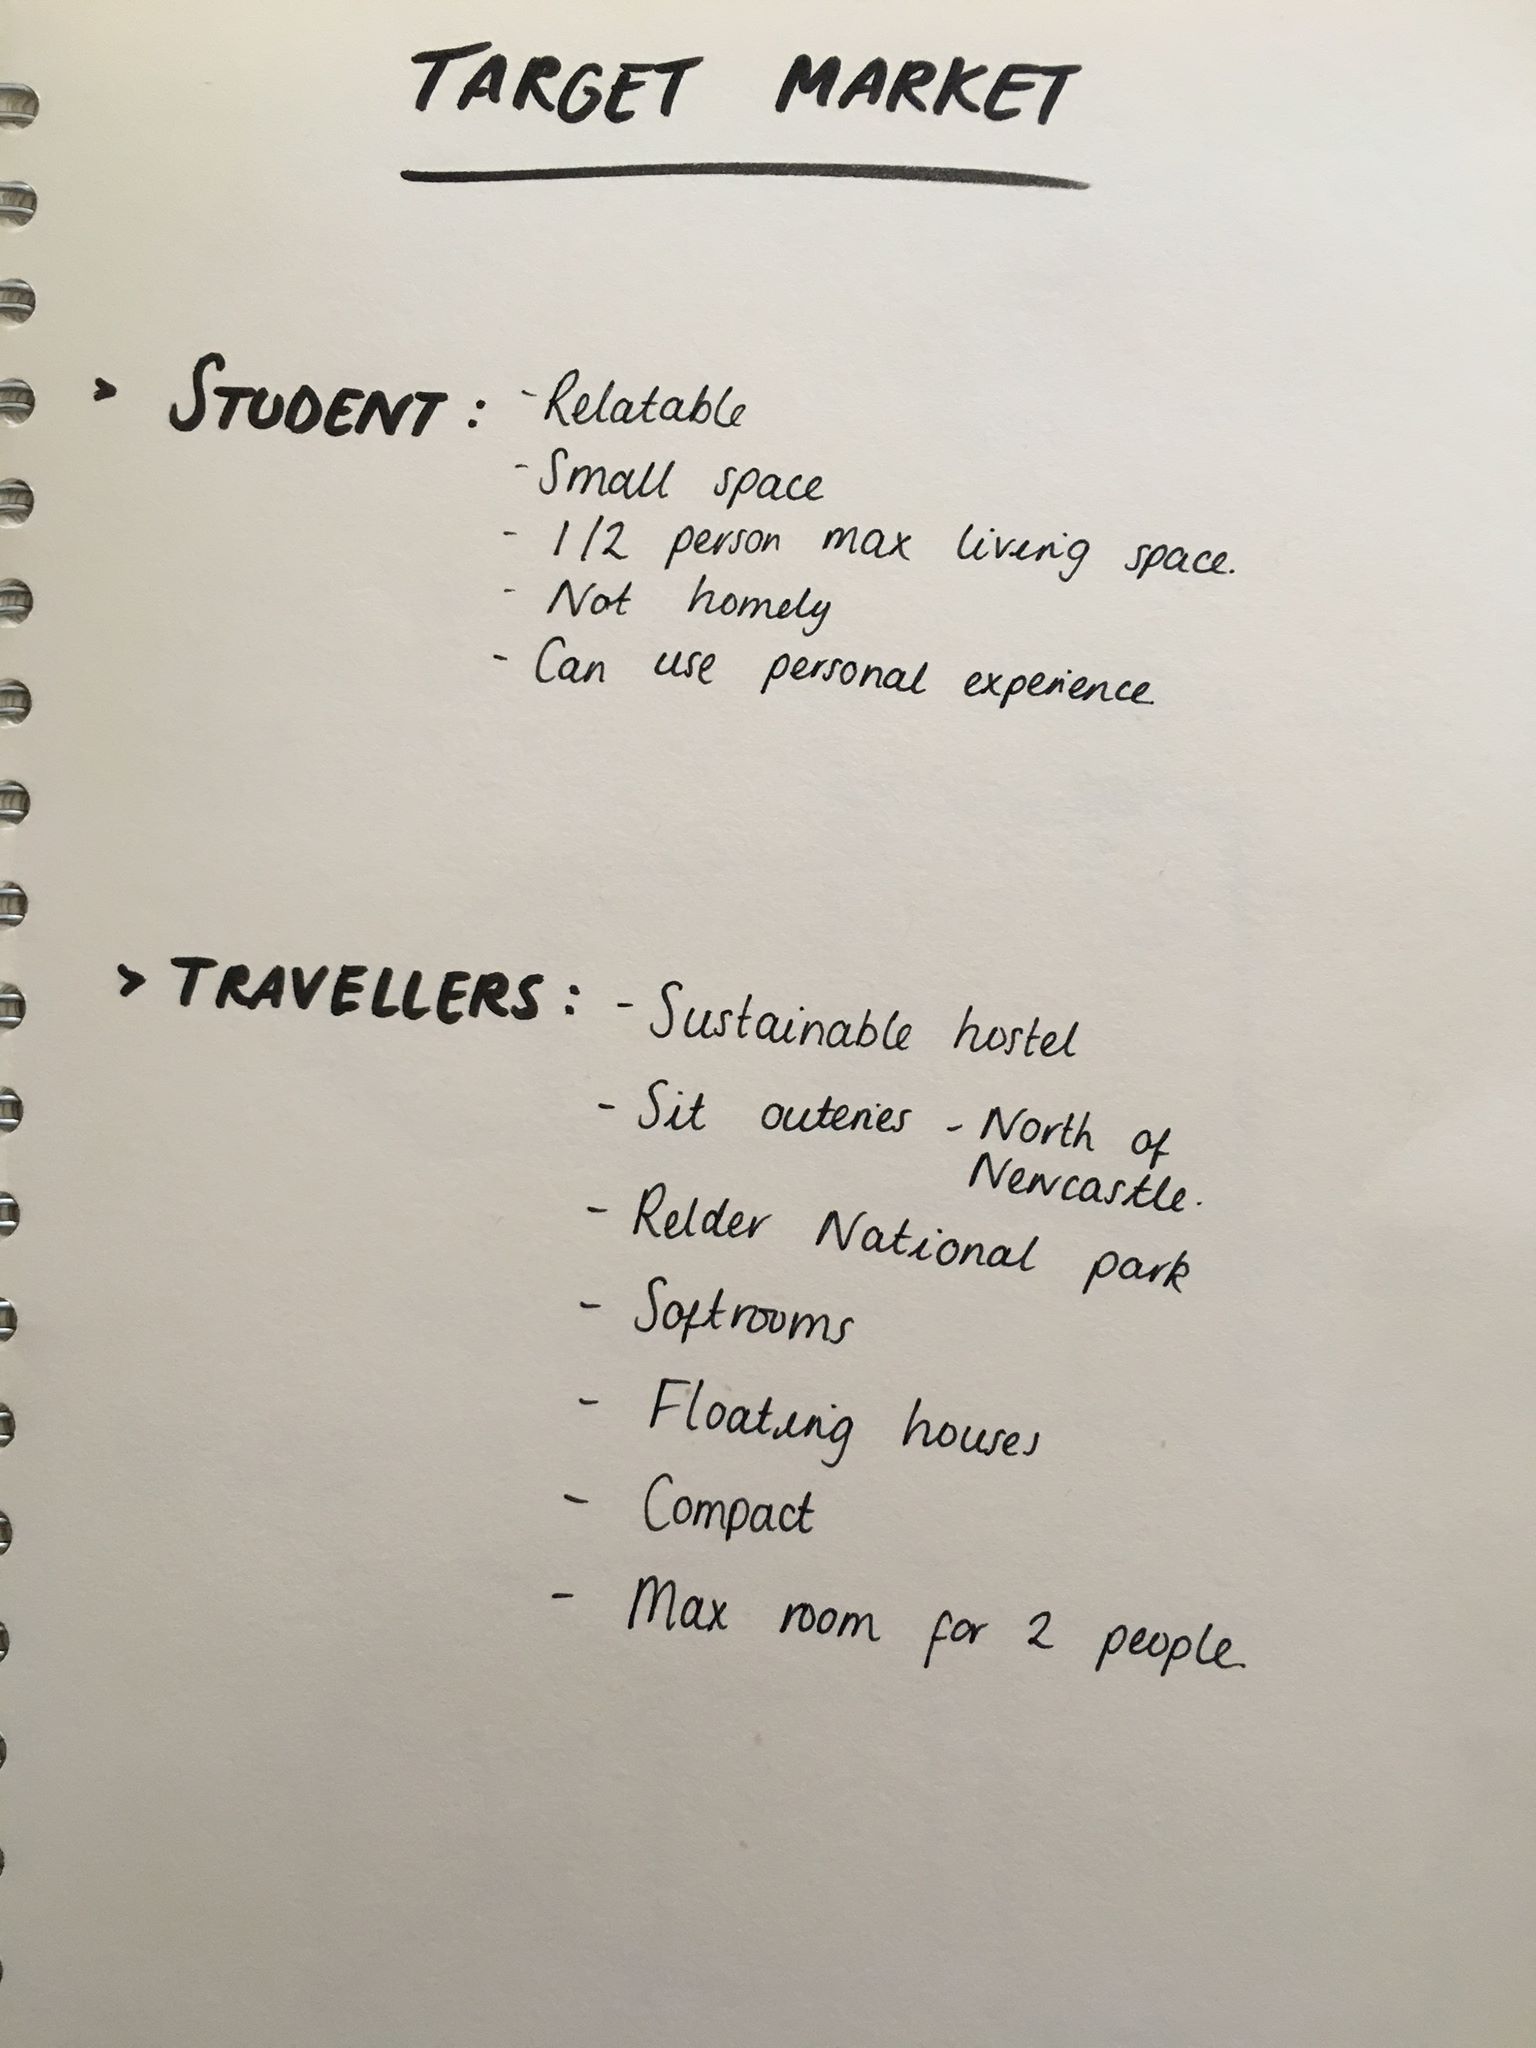 TARGET MARKET
> STUDENT : - Relatable
- Small space
- 1/2 person max living space.
- Not homely
- Can use personal experience
> TRAVELLERS : - Sustainable hostel
- Sit outeries - North of
Newcastle.
- Relder National park
- Softrooms
- Floating houses
- Compact
- Max room for 2 people.